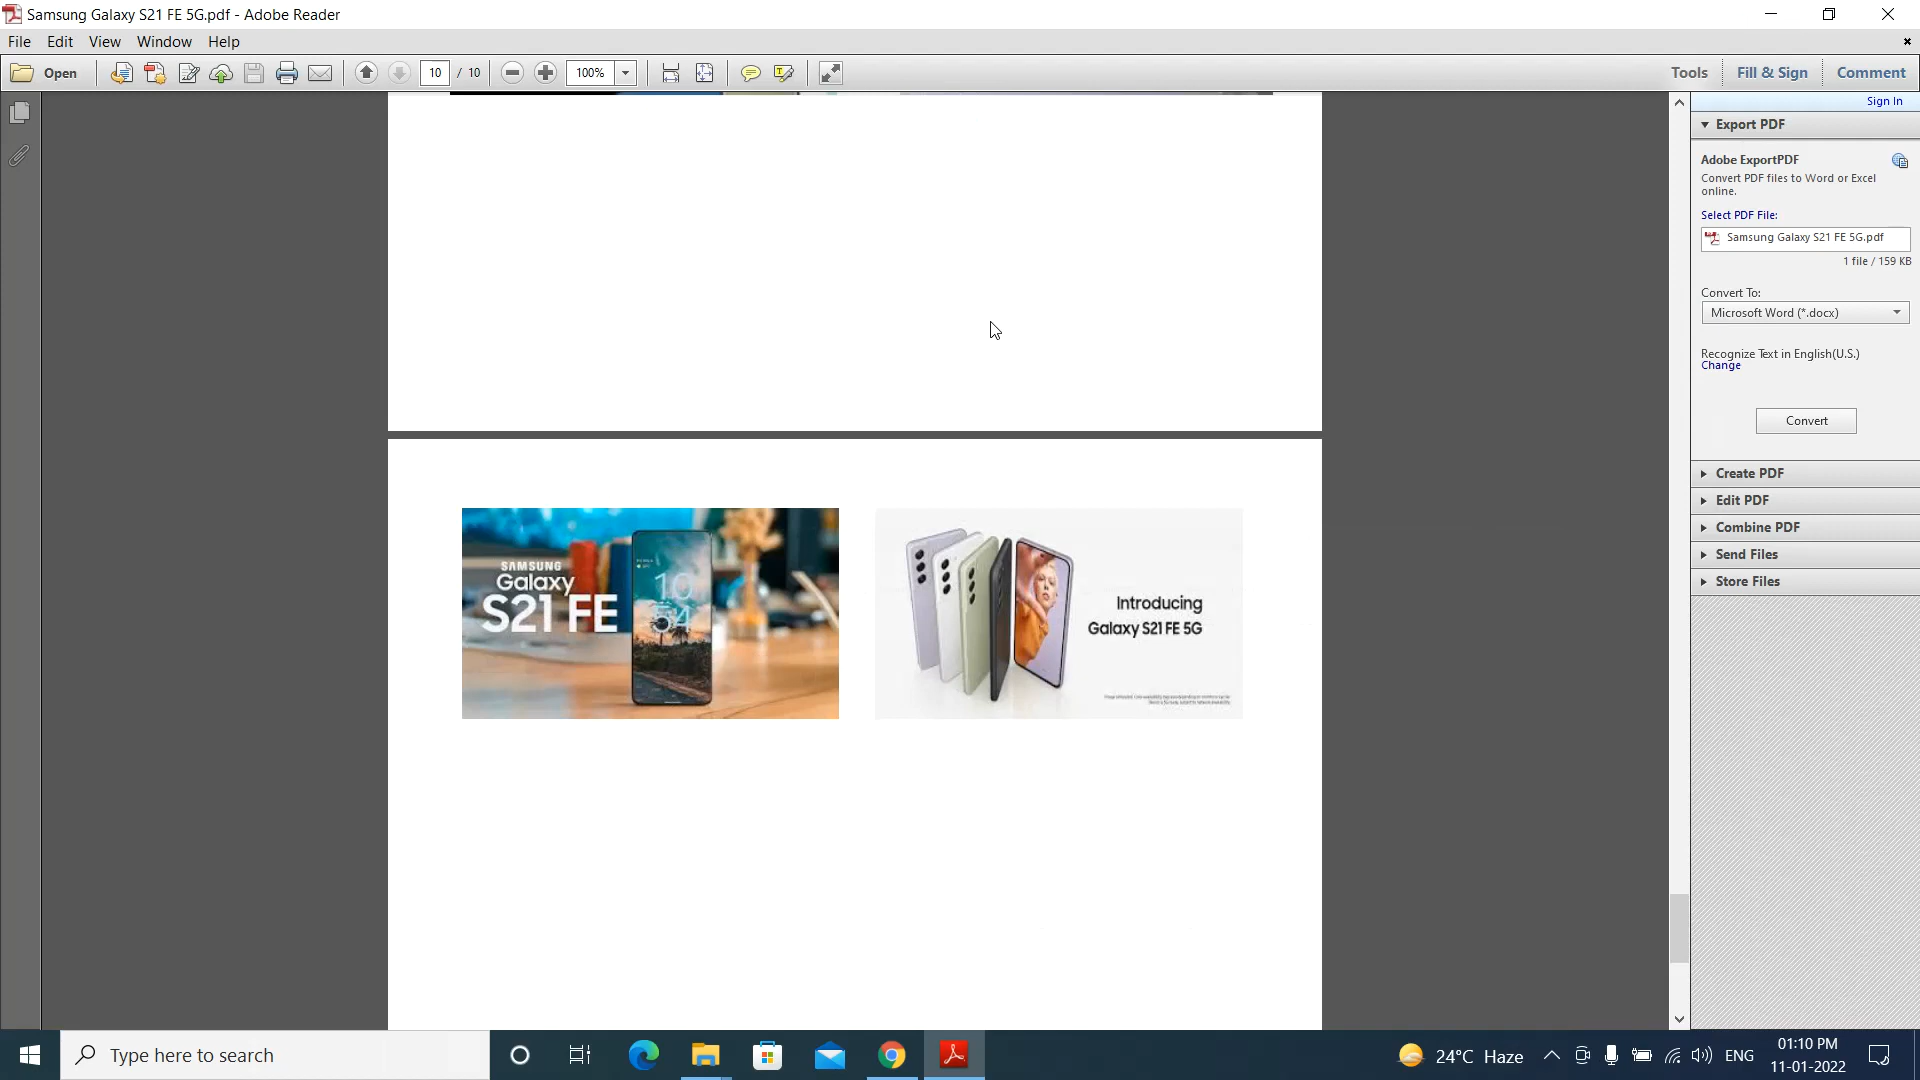 Samsung Galaxy S21 FE 5G.pdf - Adobe Reader
File Edit View Window Help
Open 10 / 10 100% Tools Fill & Sign Comment
Sign In
Export PDF
Adobe ExportPDF
Convert PDF files to Word or Excel
online.
Select PDF File:
Samsung Galaxy S21 FE 5G.pdf
1 file / 159 KB
Convert To:
Microsoft Word (*.docx)
Recognize Text in English(U.S.)
Change
Convert
Create PDF
Edit PDF
Combine PDF
Send Files
Store Files
SAMSUNG
Galaxy
S21 FE
10
54
Introducing
Galaxy S21 FE 5G
Type here to search
24°C Haze
ENG
01:10 PM
11-01-2022